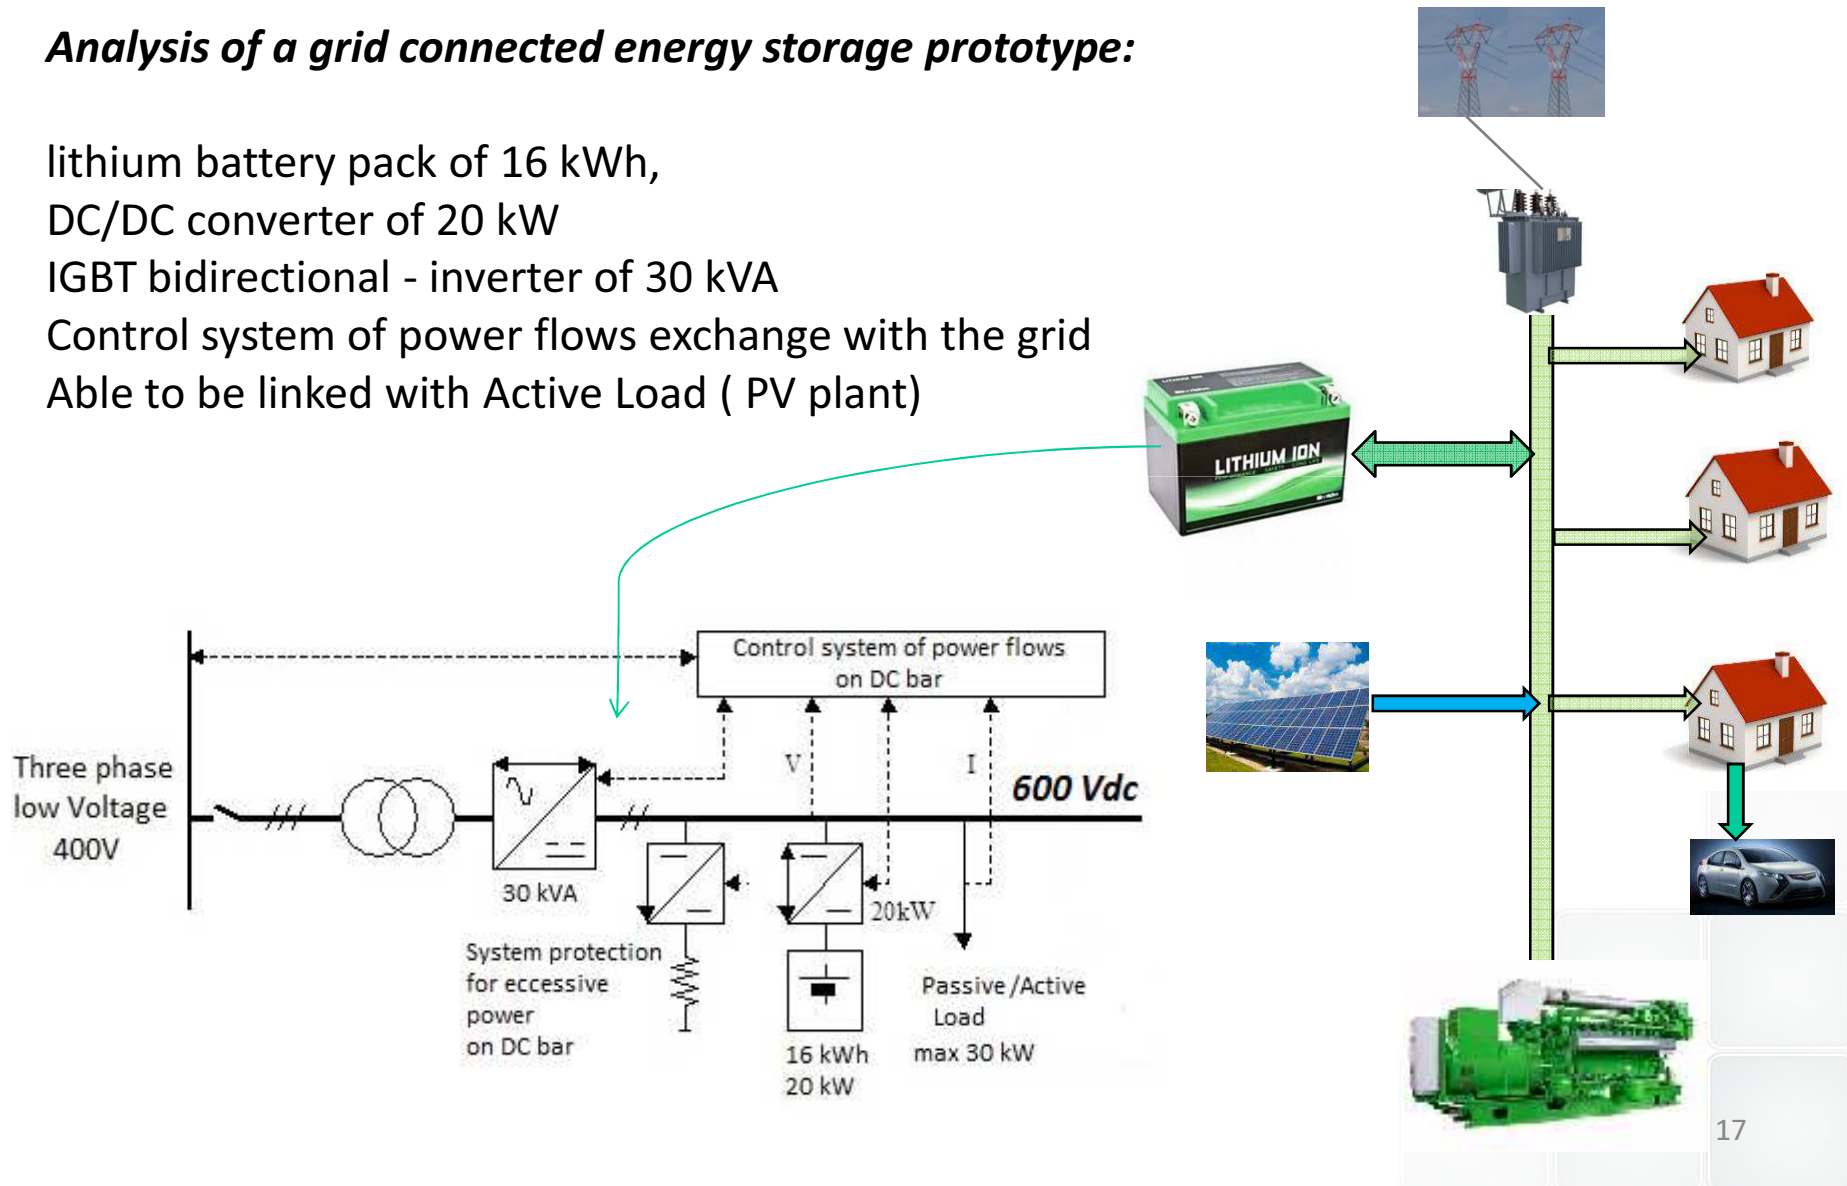 Analysis of a grid connected energy storage prototype:
lithium battery pack of 16 kWh,
DC/DC converter of 20 kW
IGBT bidirectional - inverter of 30 kVA
Control system of power flows exchange with the grid
Able to be linked with Active Load ( PV plant)
LITHIUM ION
Control system of power flows
on DC bar
Three phase
low Voltage
400V
V
I
600 Vdc
30 kVA
20kW
System protection
for eccessive
power
on DC bar
16 kWh
20 kW
Passive/Active
Load
max 30 kW
17